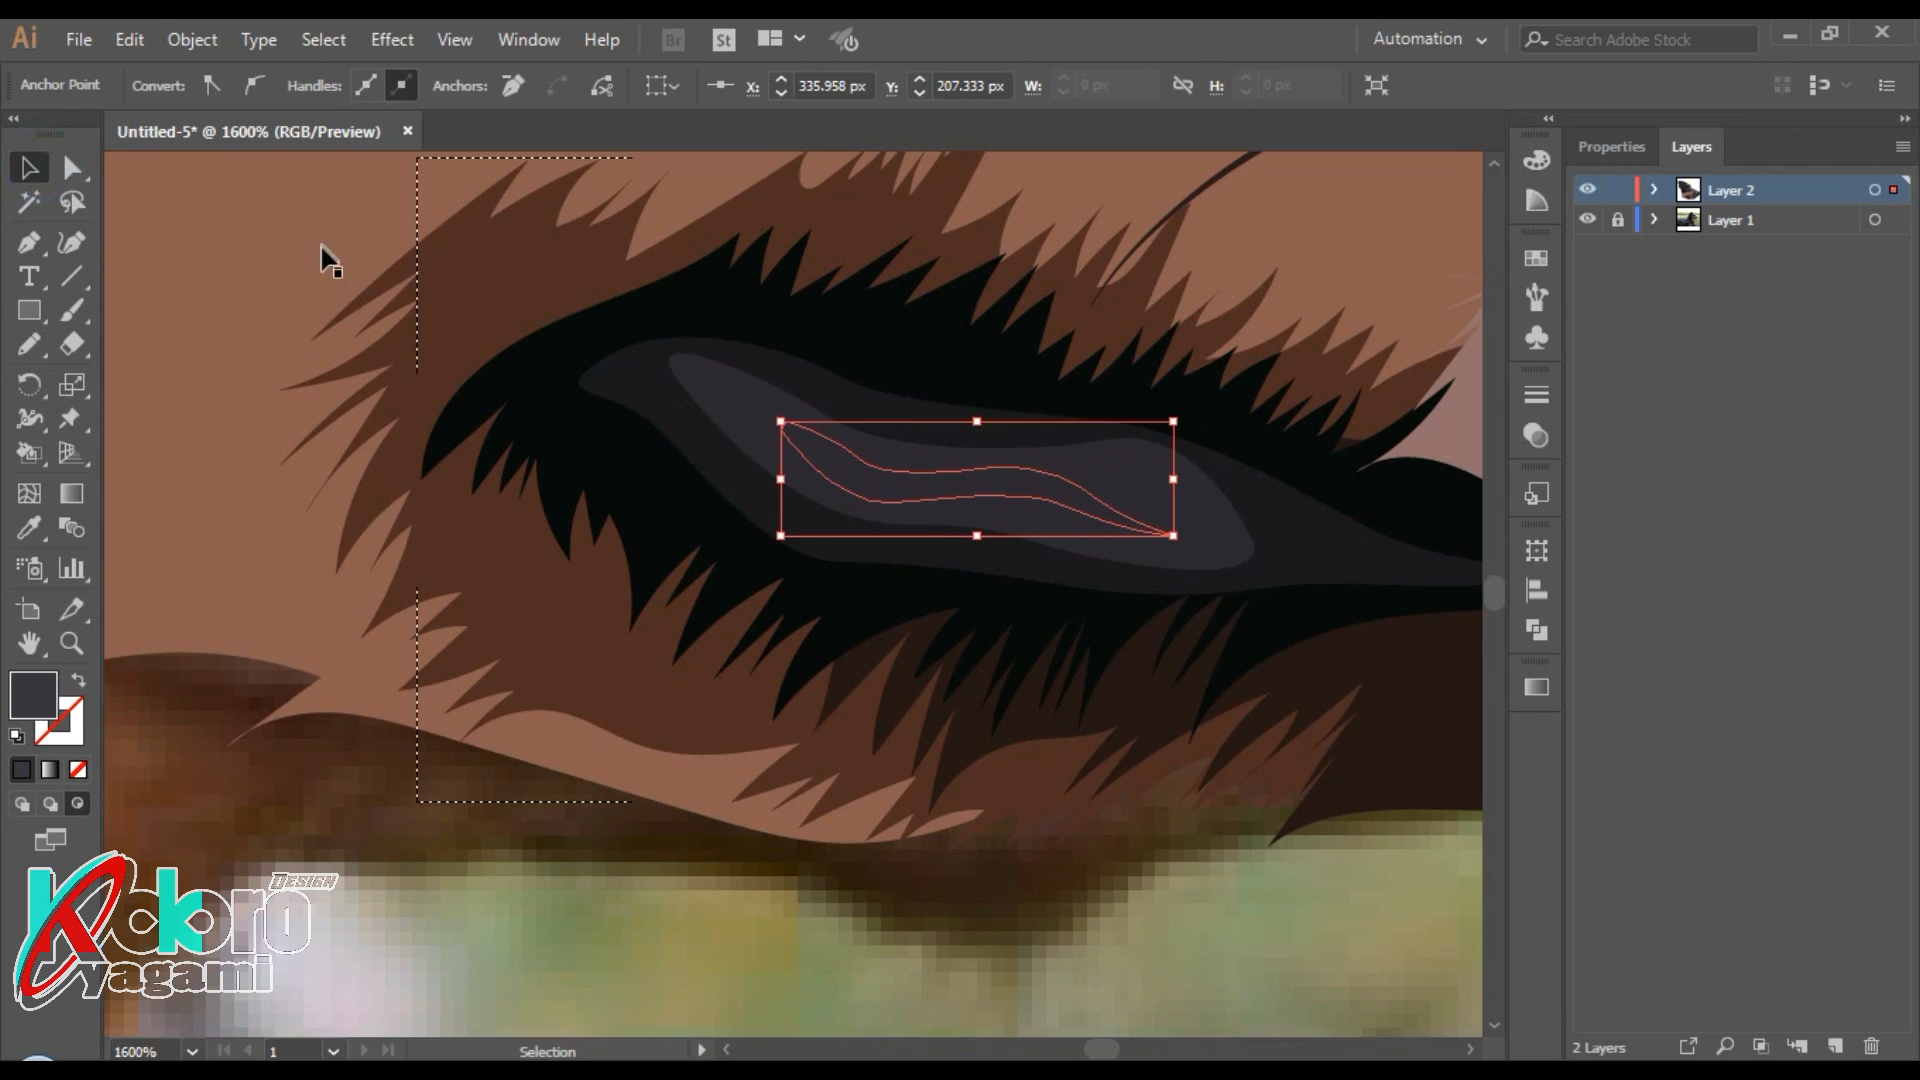 Ai File Edit Object Type Select Effect View Window Help Br St Automation Search Adobe Stock
Anchor Point Convert: Handles: Anchors: X: 335.958 px Y: 207.333 px W: 0 px H: 0 px
Untitled-5* @ 1600% (RGB/Preview)
Properties Layers
Layer 2
Layer 1
Design
Kokoro
yagami
1600% 1 Selection
2 Layers